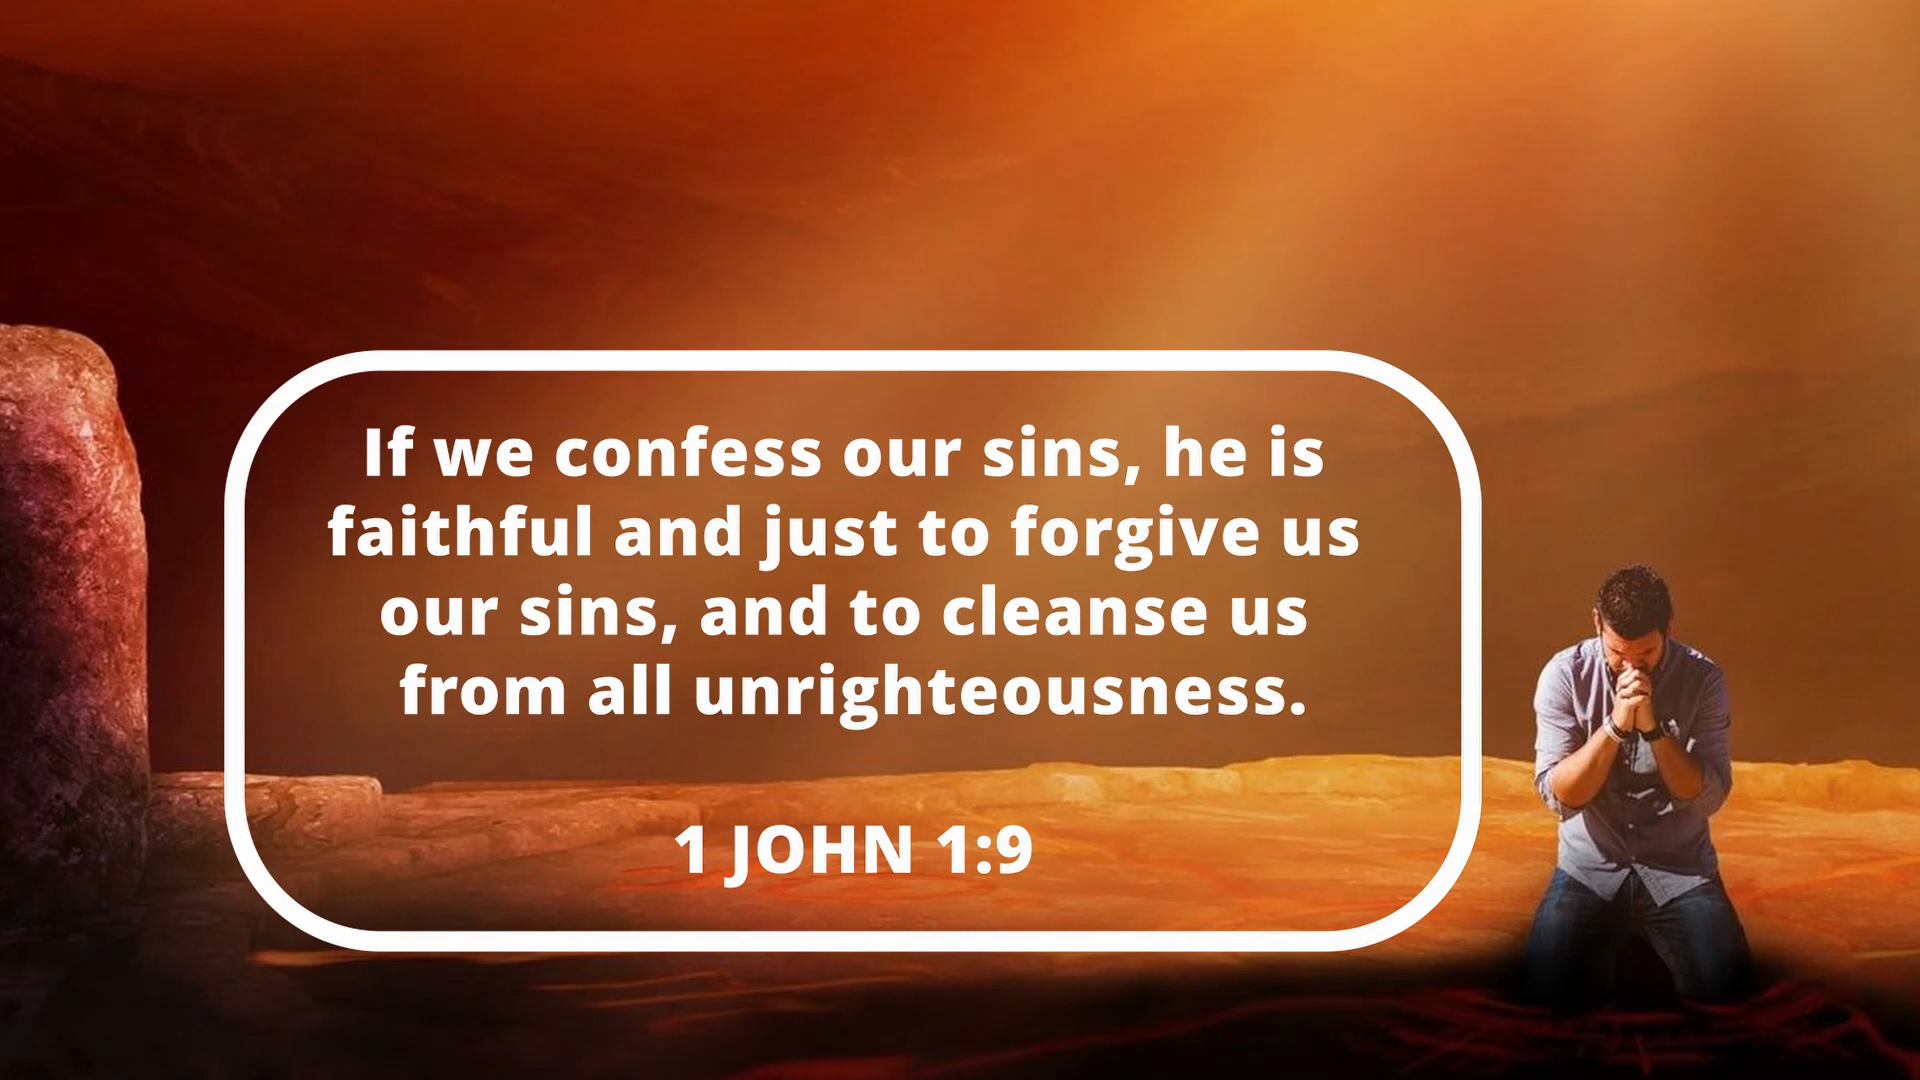 If we confess our sins, he is
faithful and just to forgive us
our sins, and to cleanse us
from all unrighteousness.
1 JOHN 1:9